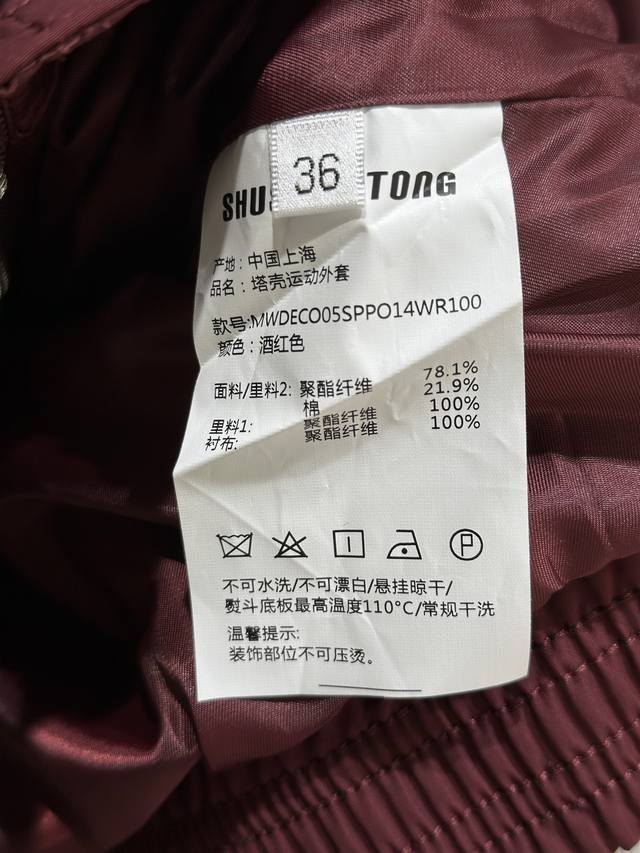 36
SHUS TONG
产地：中国上海
品名：塔克运动外套
款号:MWDECO05SPPO14WR100
颜色：酒红色
面料/里料2: 聚酯纤维 78.1%
棉 21.9%
里料1: 聚酯纤维 100%
衬布: 聚酯纤维 100%
P
不可水洗/不可漂白/悬挂晾干/
熨斗底板最高温度110°C/常规干洗
温馨提示:
装饰部位不可压烫。